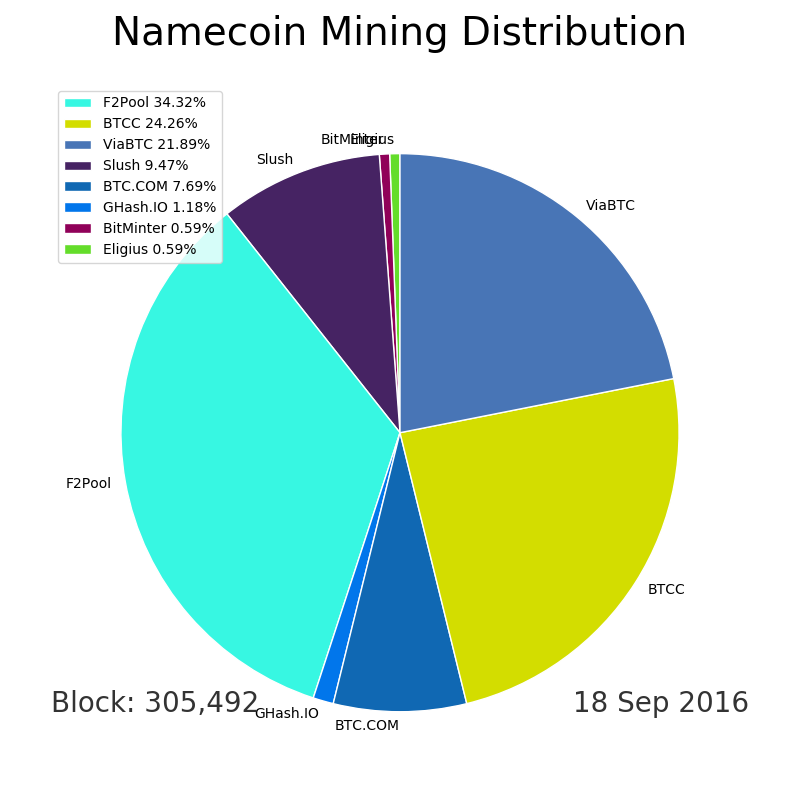 Namecoin Mining Distribution
F2Pool 34.32%
BTCC 24.26%
ViaBTC 21.89%
Slush 9.47%
BTC.COM 7.69%
GHash.IO 1.18%
BitMinter 0.59%
Eligius 0.59%
BitMinter
Eligius
Slush
ViaBTC
F2Pool
BTCC
Block: 305,492
18 Sep 2016
GHash.IO
BTC.COM